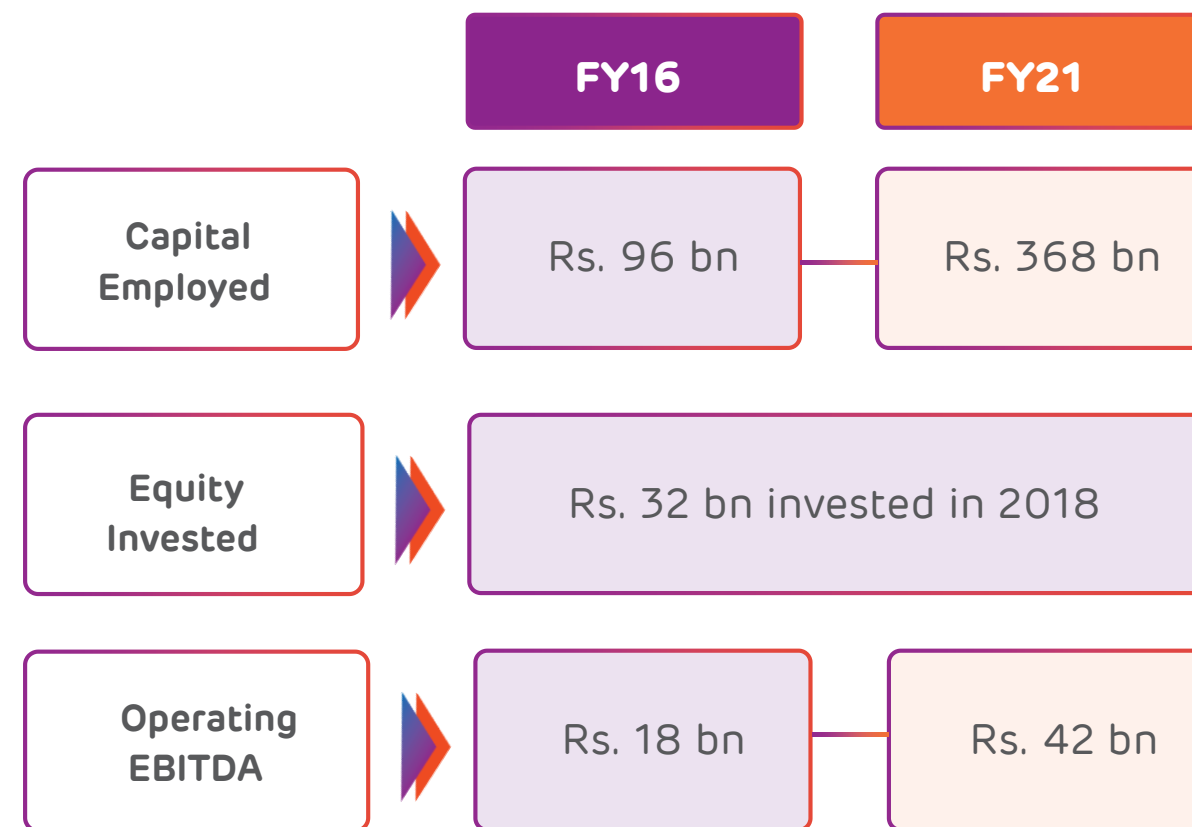 FY16 FY21
Capital
Employed
Rs. 96 bn Rs. 368 bn
Equity
Invested
Rs. 32 bn invested in 2018
Operating
EBITDA
Rs. 18 bn Rs. 42 bn